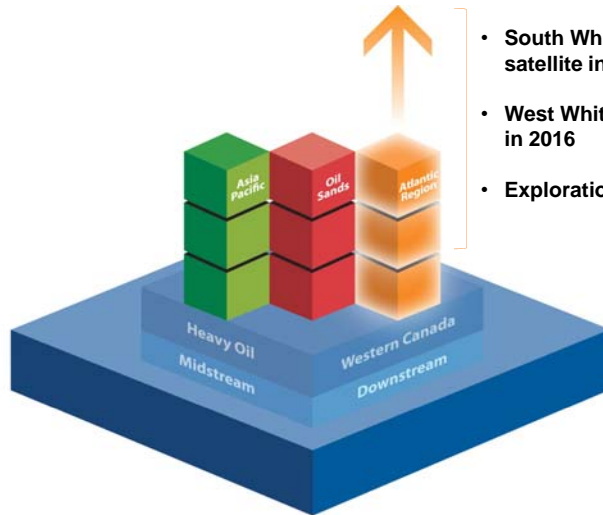 • South Wh
satellite in
• West Whit
in 2016
• Exploratio
Asia
Pacific
Oil
Sands
Atlantic
Region
Heavy Oil
Western Canada
Midstream
Downstream